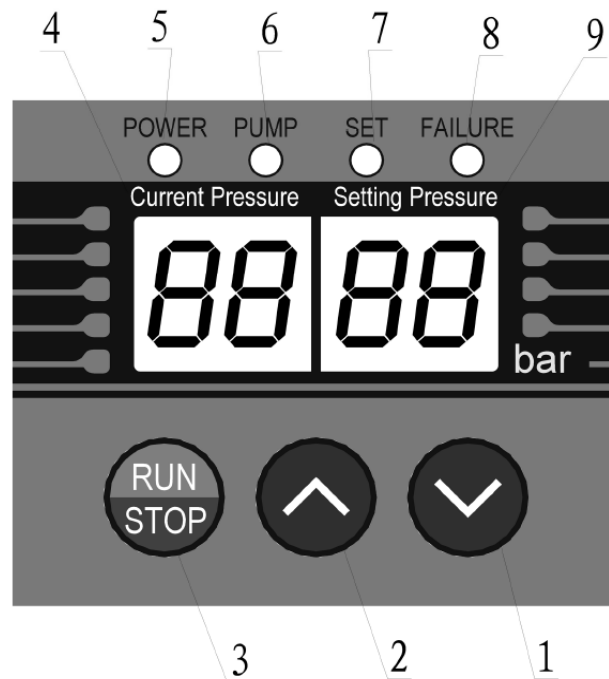 4 5 6 7 8 9
POWER PUMP SET FAILURE
Current Pressure Setting Pressure
88 88
bar
RUN
STOP
3 2 1